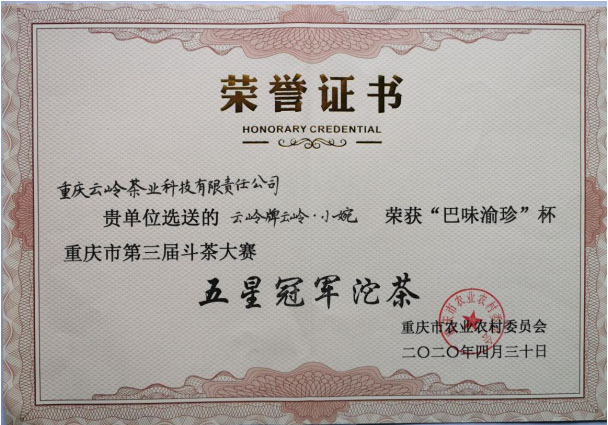 荣誉证书
HONORARY CREDENTIAL
重庆云岭茶业科技有限责任公司
贵单位选送的 云岭牌云岭·小婉 荣获“巴味渝珍”杯
重庆市第三届斗茶大赛
五星冠军沱茶
重庆市农业农村委员会
二〇二〇年四月三十日